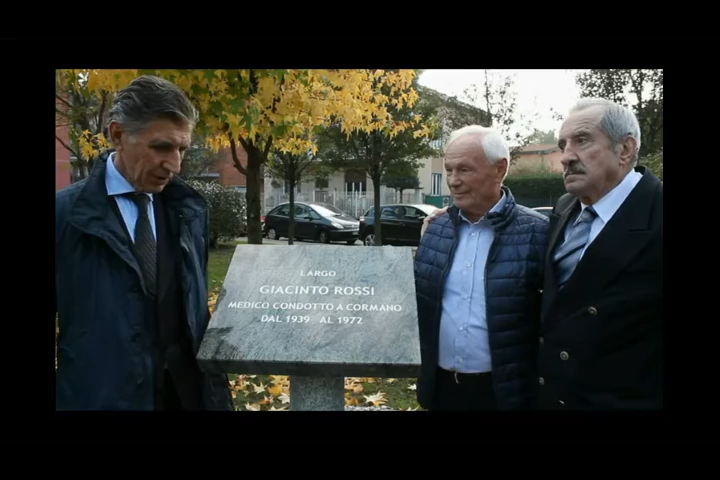 LARGO
GIACINTO ROSSI
MEDICO CONDOTTO A CORMANO
DAL 1939 AL 1972